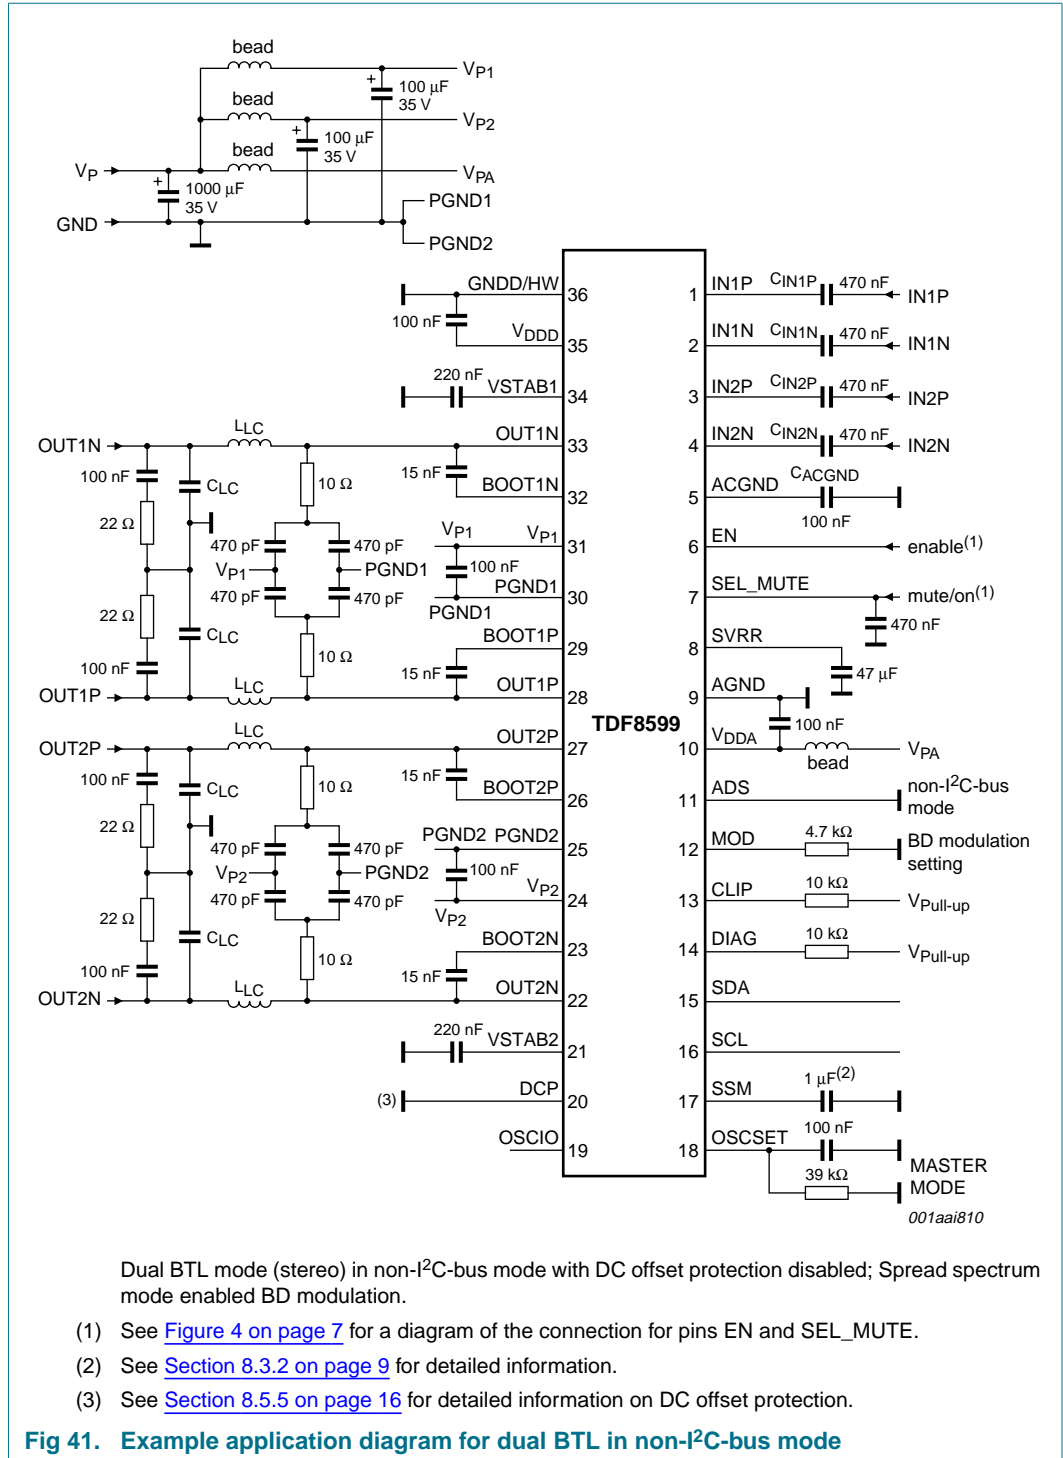 bead
VP1
+
100 μF
35 V
bead
VP2
+
100 μF
35 V
bead
VP
VPA
+
1000 μF
35 V
PGND1
GND
PGND2
GNDD/HW
36
1
IN1P
CIN1P
470 nF
IN1P
100 nF
VDDD
35
2
IN1N
CIN1N
470 nF
IN1N
220 nF
VSTAB1
34
3
IN2P
CIN2P
470 nF
IN2P
OUT1N
LLC
OUT1N
33
4
IN2N
CIN2N
470 nF
IN2N
100 nF
CLC
10 Ω
15 nF
BOOT1N
32
5
ACGND
CACGND
100 nF
22 Ω
470 pF
470 pF
VP1
VP1
31
6
EN
enable(1)
VP1
PGND1
100 nF
470 pF
470 pF
PGND1
PGND1
30
7
SEL_MUTE
mute/on(1)
470 nF
22 Ω
CLC
BOOT1P
29
8
SVRR
47 μF
100 nF
10 Ω
15 nF
OUT1P
LLC
OUT1P
28
9
AGND
100 nF
TDF8599
OUT2P
LLC
OUT2P
27
10
VDDA
bead
VPA
100 nF
CLC
10 Ω
15 nF
BOOT2P
26
11
ADS
non-I2C-bus
mode
22 Ω
470 pF
470 pF
PGND2
PGND2
25
12
MOD
4.7 kΩ
BD modulation
setting
VP2
PGND2
100 nF
470 pF
470 pF
VP2
VP2
24
13
CLIP
10 kΩ
VPull-up
22 Ω
CLC
BOOT2N
23
14
DIAG
10 kΩ
VPull-up
100 nF
10 Ω
15 nF
OUT2N
LLC
OUT2N
22
15
SDA
220 nF
VSTAB2
21
16
SCL
(3)
DCP
20
17
SSM
1 μF(2)
OSCIO
19
18
OSCSET
100 nF
39 kΩ
MASTER
MODE
001aai810
Dual BTL mode (stereo) in non-I2C-bus mode with DC offset protection disabled; Spread spectrum
mode enabled BD modulation.
(1) See Figure 4 on page 7 for a diagram of the connection for pins EN and SEL_MUTE.
(2) See Section 8.3.2 on page 9 for detailed information.
(3) See Section 8.5.5 on page 16 for detailed information on DC offset protection.
Fig 41. Example application diagram for dual BTL in non-I2C-bus mode